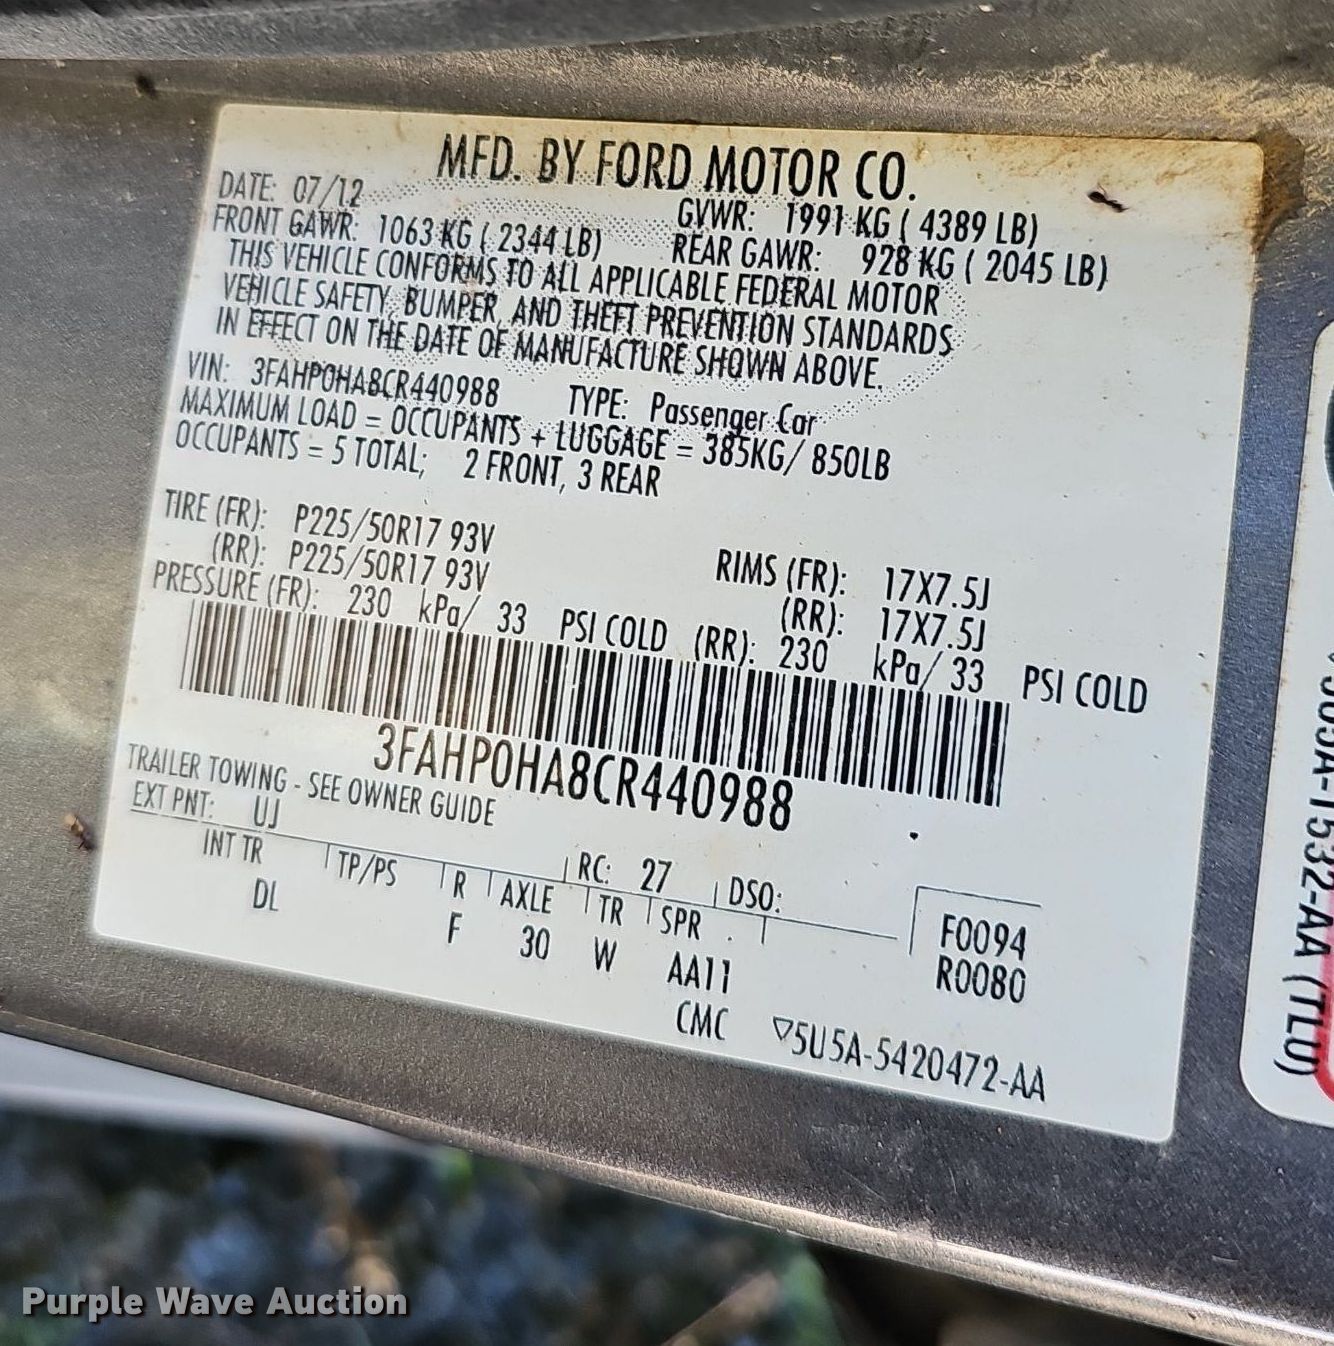 MFD. BY FORD MOTOR CO.
DATE: 07/12
GVWR: 1991 KG ( 4389 LB)
FRONT GAWR: 1063 KG ( 2344 LB)
REAR GAWR: 928 KG ( 2045 LB)
THIS VEHICLE CONFORMS TO ALL APPLICABLE FEDERAL MOTOR
VEHICLE SAFETY, BUMPER, AND THEFT PREVENTION STANDARDS
IN EFFECT ON THE DATE OF MANUFACTURE SHOWN ABOVE.
VIN: 3FAHP0HA8CR440988
TYPE: Passenger Car
MAXIMUM LOAD = OCCUPANTS + LUGGAGE = 385KG/ 850LB
OCCUPANTS = 5 TOTAL; 2 FRONT, 3 REAR
TIRE (FR): P225/50R17 93V
RIMS (FR): 17X7.5J
(RR): P225/50R17 93V
(RR): 17X7.5J
PRESSURE (FR): 230 kPa/ 33 PSI COLD (RR): 230 kPa/ 33 PSI COLD
3FAHP0HA8CR440988
TRAILER TOWING - SEE OWNER GUIDE
EXT PNT: UJ RC: 27 DSO:
INT TR TP/PS R AXLE TR SPR
F0094
DL F 30 W AA11
R0080
CMC ▽5U5A-5420472-AA
5A-1532-AA (TLU)
Purple Wave Auction